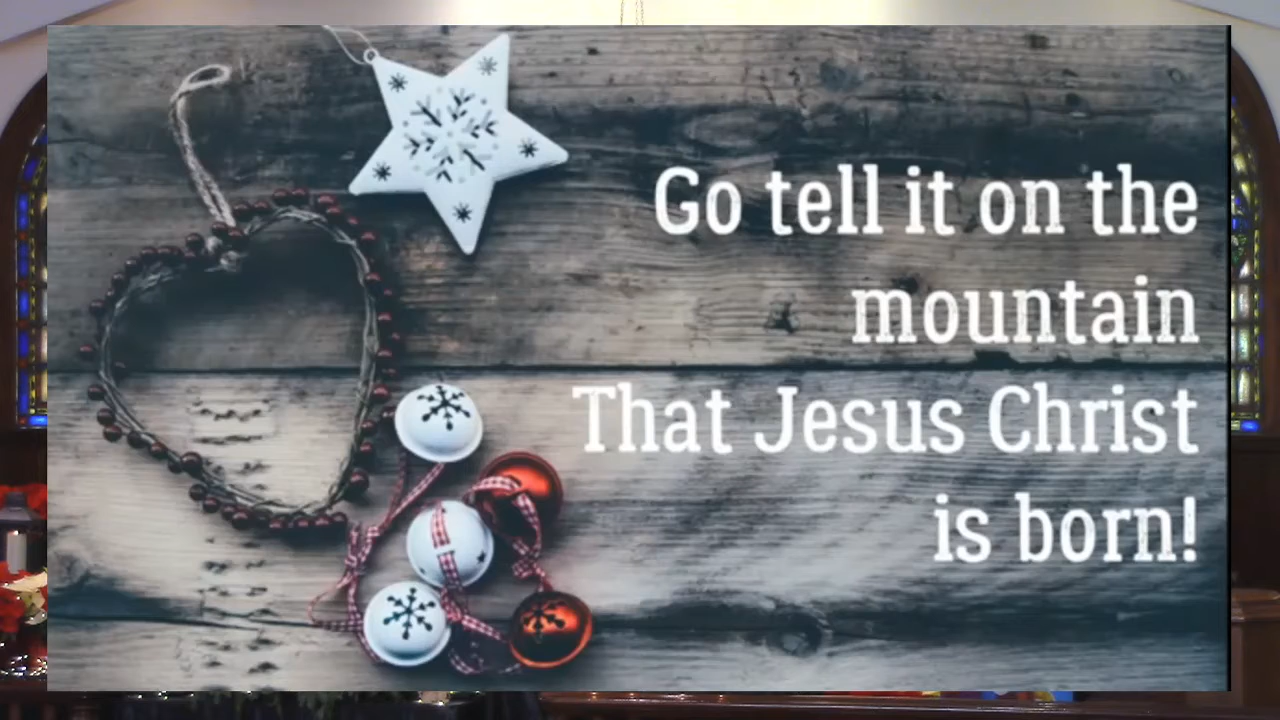 Go tell it on the
mountain
That Jesus Christ
is born!